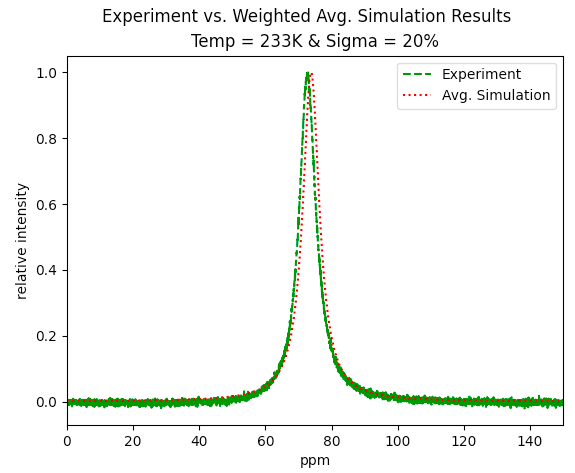 Experiment vs. Weighted Avg. Simulation Results
Temp = 233K & Sigma = 20%
Experiment
Avg. Simulation
relative intensity
1.0
0.8
0.6
0.4
0.2
0.0
0 20 40 60 80 100 120 140
ppm